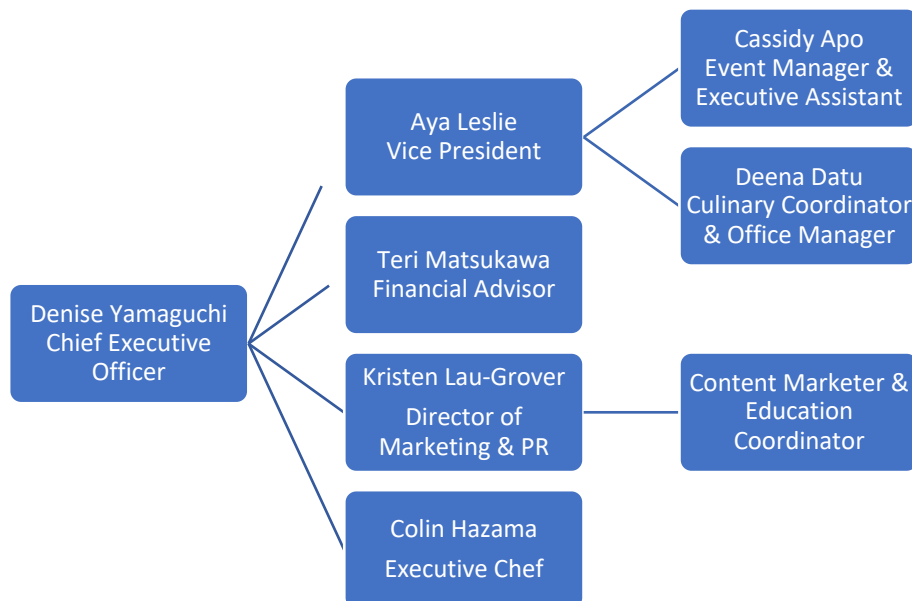 Cassidy Apo
Event Manager &
Executive Assistant
Aya Leslie
Vice President
Deena Datu
Culinary Coordinator
& Office Manager
Teri Matsukawa
Financial Advisor
Denise Yamaguchi
Chief Executive
Officer
Kristen Lau-Grover
Director of
Marketing & PR
Content Marketer &
Education
Coordinator
Colin Hazama
Executive Chef